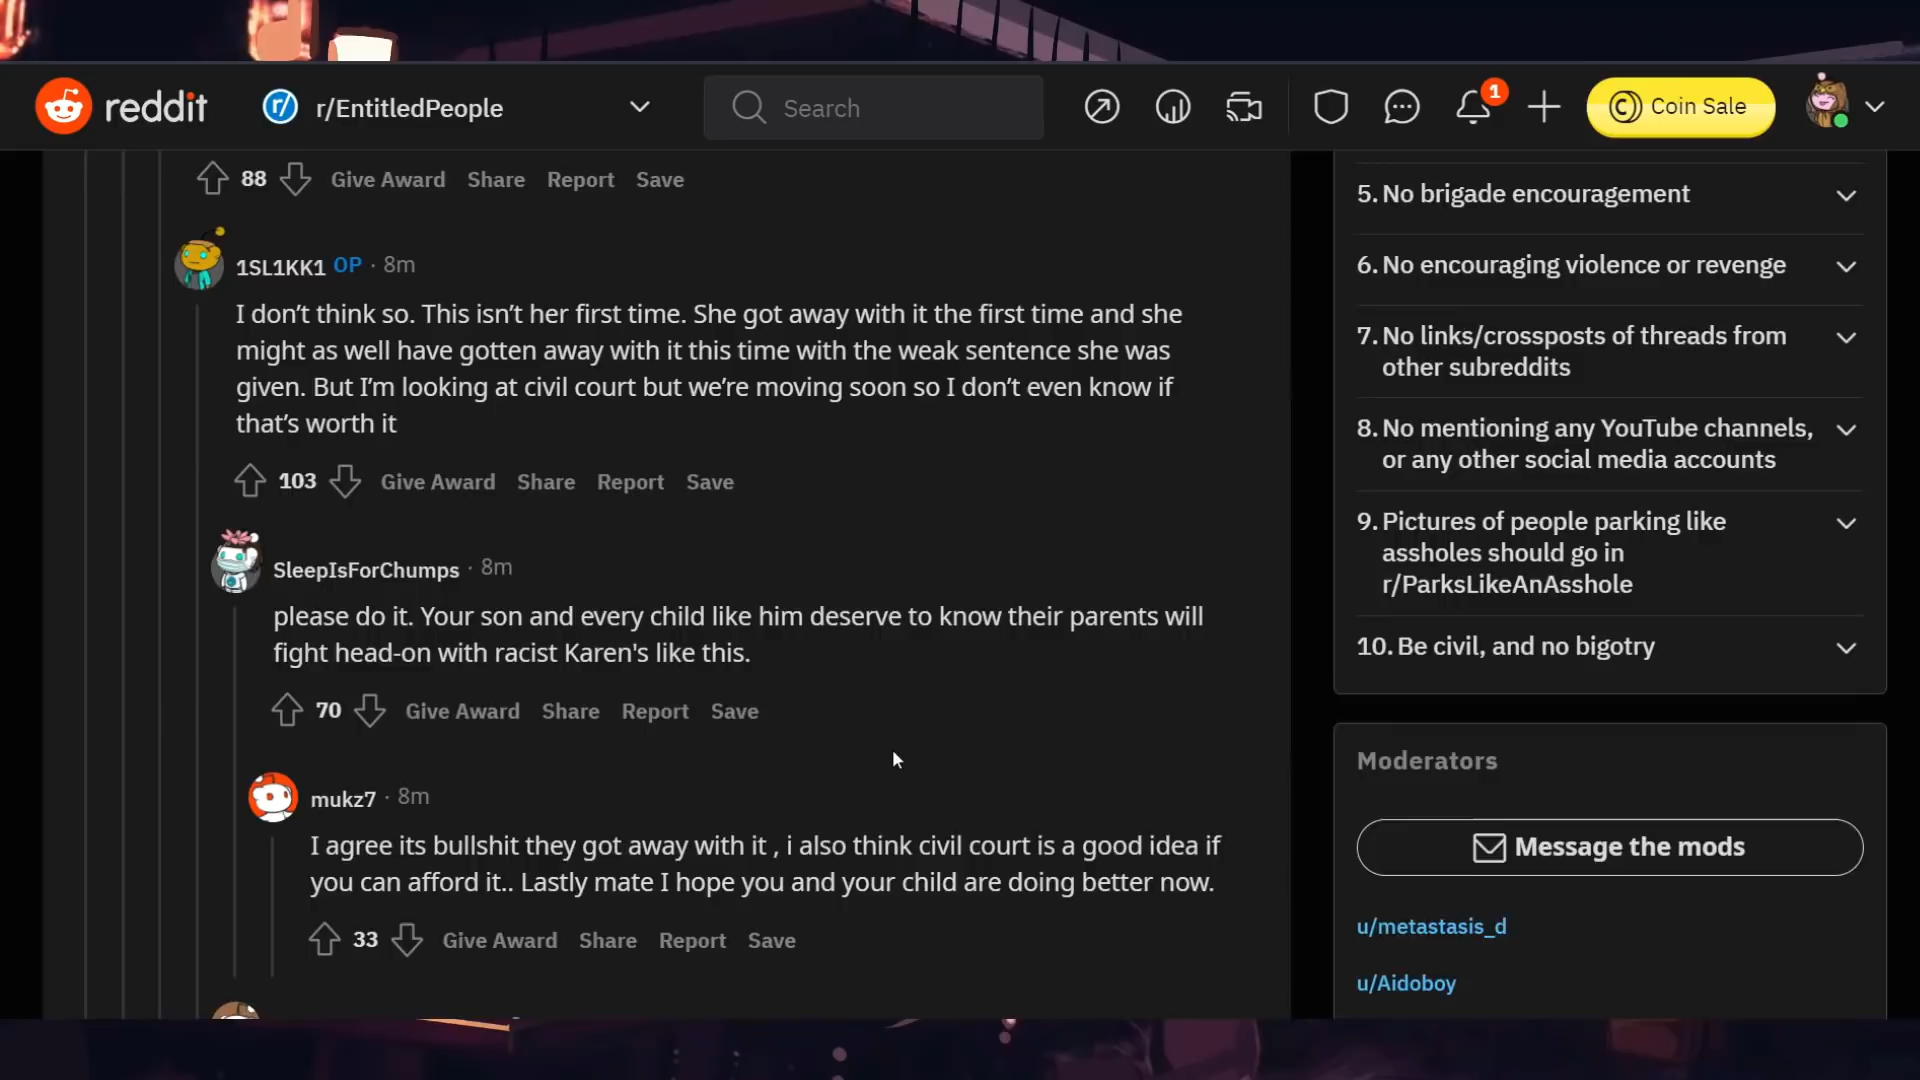 reddit
r/EntitledPeople
Search
1
Coin Sale
88
Give Award
Share
Report
Save
1SL1KK1 OP · 8m
I don’t think so. This isn’t her first time. She got away with it the first time and she
might as well have gotten away with it this time with the weak sentence she was
given. But I’m looking at civil court but we’re moving soon so I don’t even know if
that’s worth it
103
Give Award
Share
Report
Save
SleepIsForChumps · 8m
please do it. Your son and every child like him deserve to know their parents will
fight head-on with racist Karen's like this.
70
Give Award
Share
Report
Save
mukz7 · 8m
I agree its bullshit they got away with it , i also think civil court is a good idea if
you can afford it.. Lastly mate I hope you and your child are doing better now.
33
Give Award
Share
Report
Save
5. No brigade encouragement
6. No encouraging violence or revenge
7. No links/crossposts of threads from
other subreddits
8. No mentioning any YouTube channels,
or any other social media accounts
9. Pictures of people parking like
assholes should go in
r/ParksLikeAnAsshole
10. Be civil, and no bigotry
Moderators
Message the mods
u/metastasis_d
u/Aidoboy